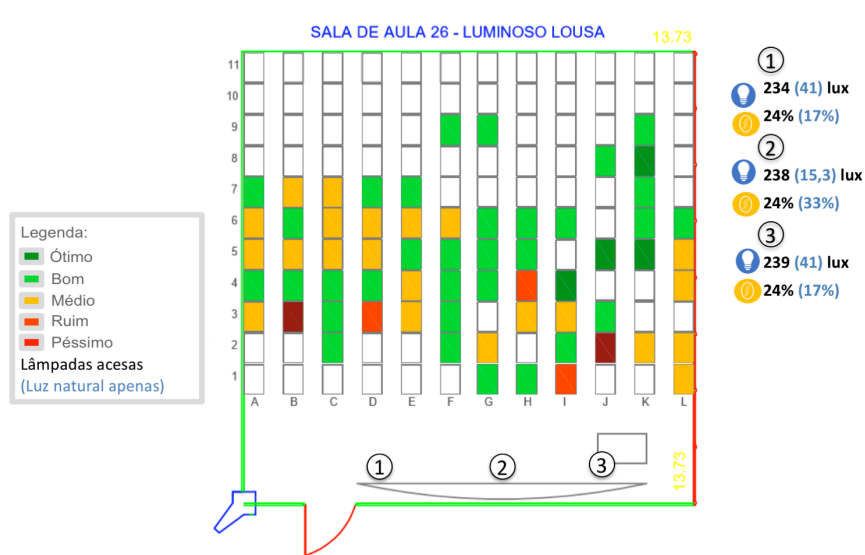 SALA DE AULA 26 - LUMINOSO LOUSA
13.73
11
10
9
8
7
6
5
4
3
2
1
A B C D E F G H I J K L
1
234 (41) lux
24% (17%)
2
238 (15,3) lux
24% (33%)
3
239 (41) lux
24% (17%)
Legenda:
Ótimo
Bom
Médio
Ruim
Péssimo
Lâmpadas acesas
(Luz natural apenas)
1 2 3
13.73